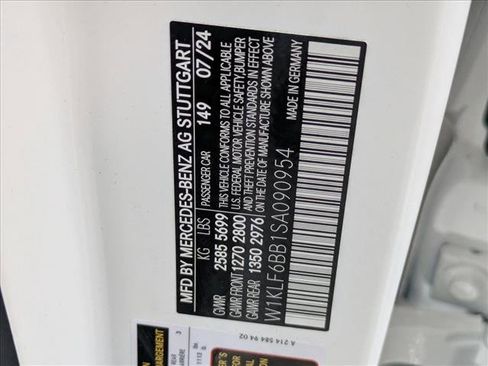 MFD BY MERCEDES-BENZ AG STUTTGART
PASSENGER CAR 149 07/24
KG LBS
GVWR 2585 5699
GAWR FRONT 1270 2800
GAWR REAR 1350 2976
THIS VEHICLE CONFORMS TO ALL APPLICABLE
U.S. FEDERAL MOTOR VEHICLE SAFETY,BUMPER
AND THEFT PREVENTION STANDARDS IN EFFECT
ON THE DATE OF MANUFACTURE SHOWN ABOVE
W1KLF6BB1SA090954
MADE IN GERMANY
A 214 584 94 02